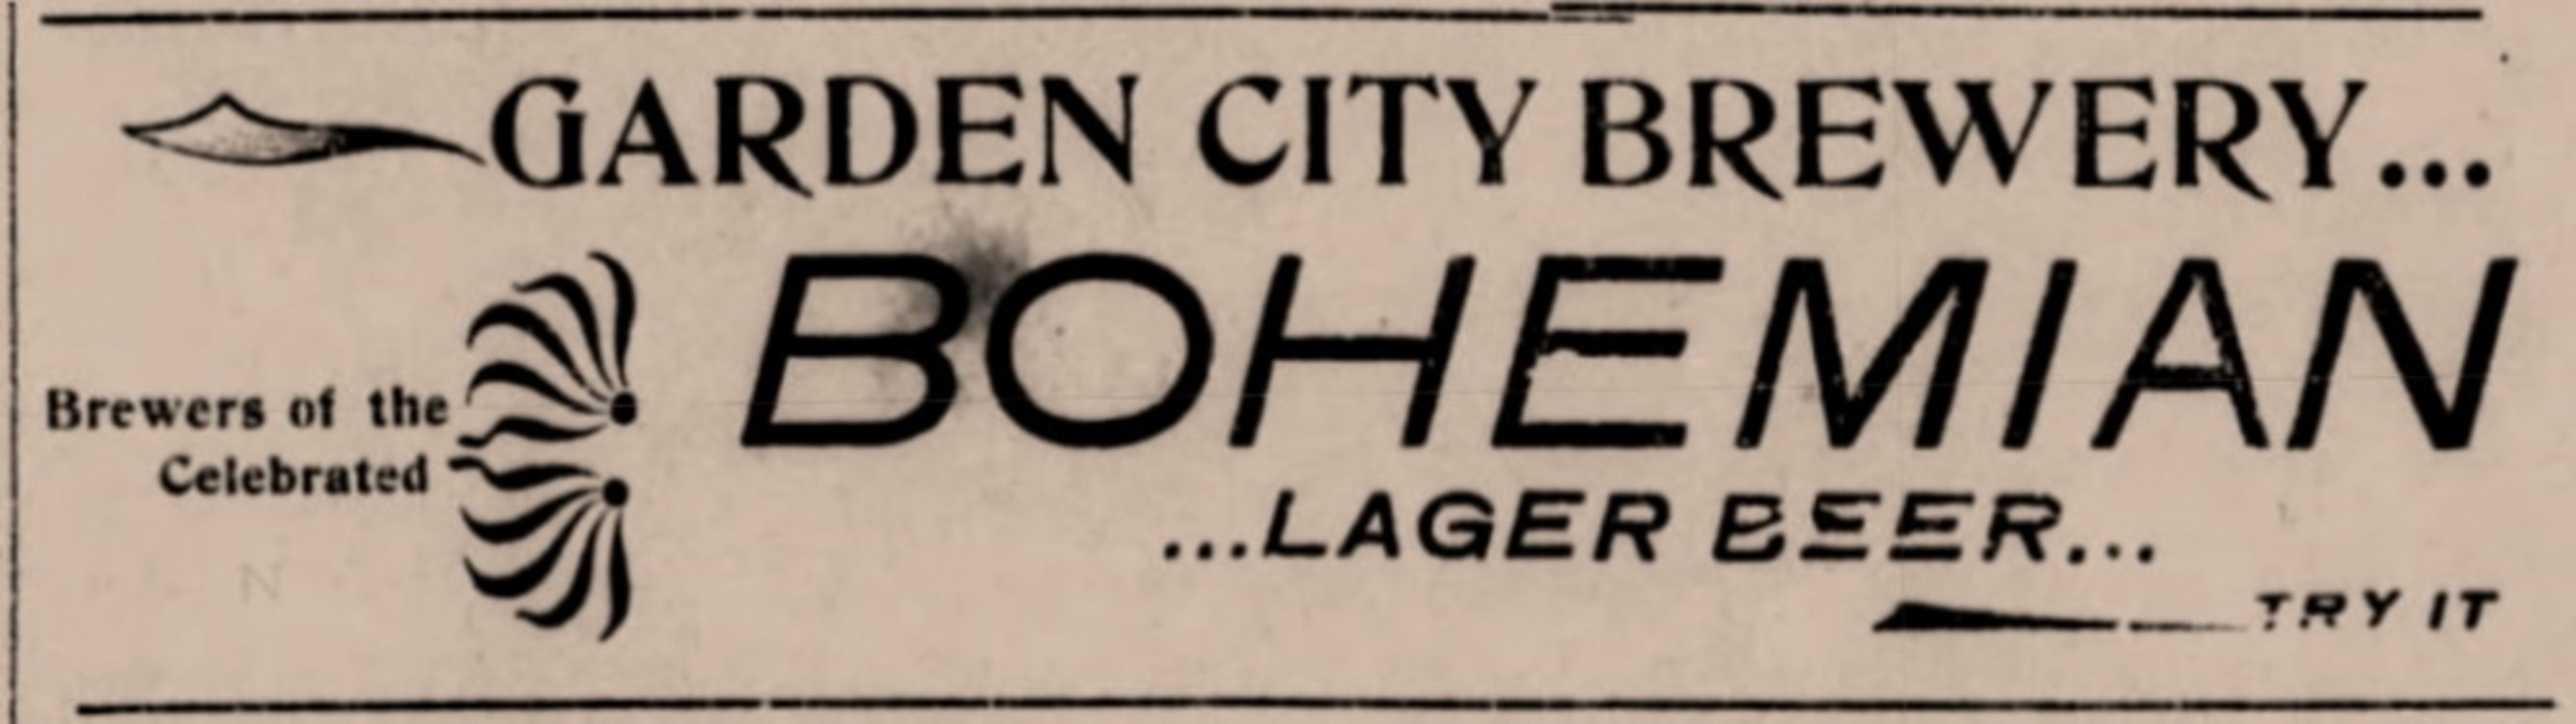 GARDEN CITY BREWERY...
Brewers of the
Celebrated
BOHEMIAN
...LAGER BEER...
TRY IT